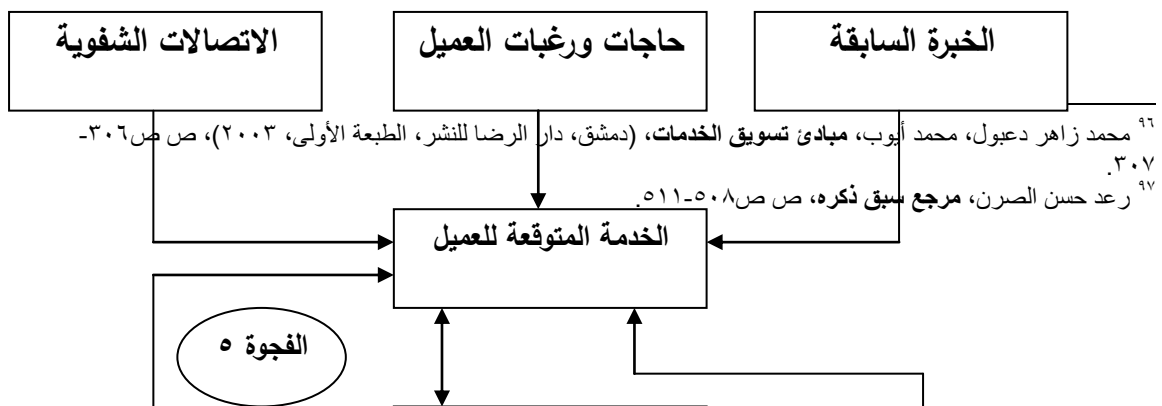 الخبرة السابقة
حاجات ورغبات العميل
الاتصالات الشفوية
٩٦ محمد زاهر دعبول، محمد أيوب، مبادئ تسويق الخدمات، (دمشق، دار الرضا للنشر، الطبعة الأولى، ٢٠٠٣)، ص ص٣٠٦-
٣٠٧.
٩٧ رعد حسن الصرن، مرجع سبق ذكره، ص ص٥٠٨-٥١١.
الخدمة المتوقعة للعميل
الفجوة ٥